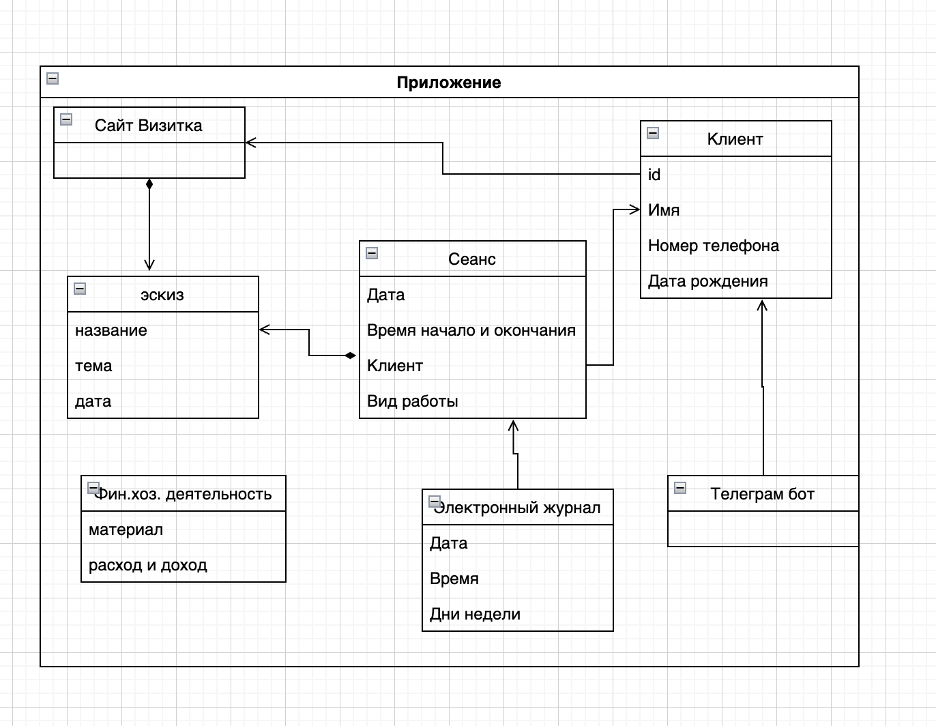 Приложение
Сайт Визитка
Клиент
id
Имя
Номер телефона
Дата рождения
Сеанс
Дата
Время начало и окончания
Клиент
Вид работы
эскиз
название
тема
дата
Фин.хоз. деятельность
материал
расход и доход
Электронный журнал
Дата
Время
Дни недели
Телеграм бот